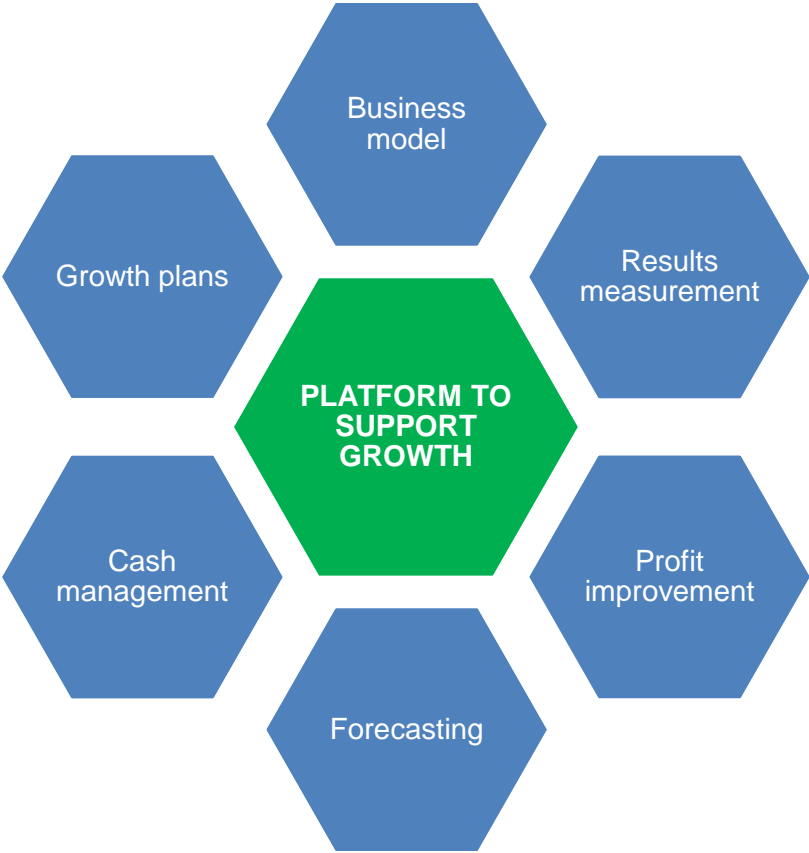 Business
model
Growth plans
Results
measurement
PLATFORM TO
SUPPORT
GROWTH
Cash
management
Profit
improvement
Forecasting